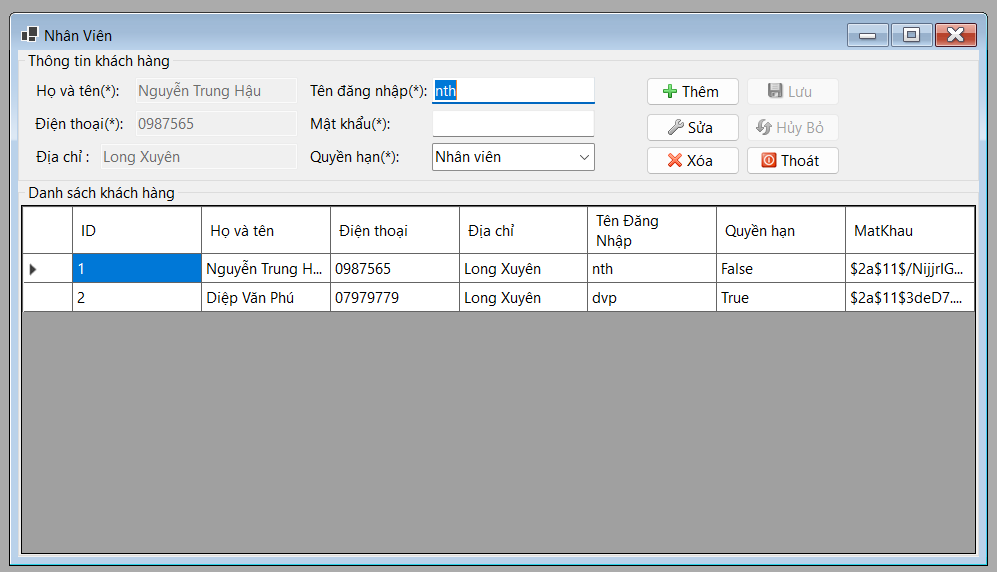 Nhân Viên
Thông tin khách hàng
Họ và tên(*): Nguyễn Trung Hậu Tên đăng nhập(*): nth Thêm Lưu
Điện thoại(*): 0987565 Mật khẩu(*): Sửa Hủy Bỏ
Địa chỉ : Long Xuyên Quyền hạn(*): Nhân viên Xóa Thoát
Danh sách khách hàng
ID Họ và tên Điện thoại Địa chỉ Tên Đăng Nhập Quyền hạn MatKhau
1 Nguyễn Trung H... 0987565 Long Xuyên nth False $2a$11$/NijjrIG...
2 Diệp Văn Phú 07979779 Long Xuyên dvp True $2a$11$3deD7....